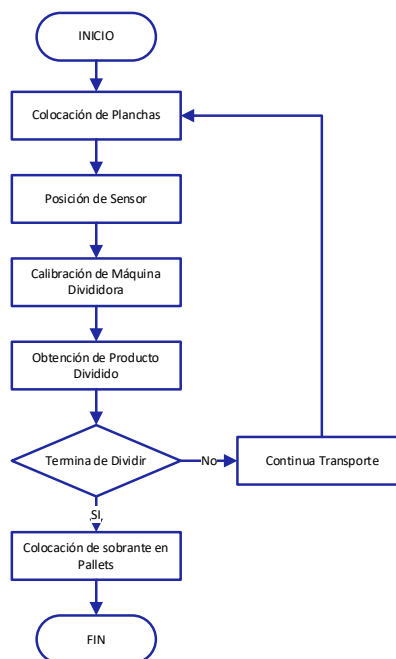 INICIO
Colocación de Planchas
Posición de Sensor
Calibración de Máquina
Divididora
Obtención de Producto
Dividido
Termina de Dividir
No
Continua Transporte
SI,
Colocación de sobrante en
Pallets
FIN